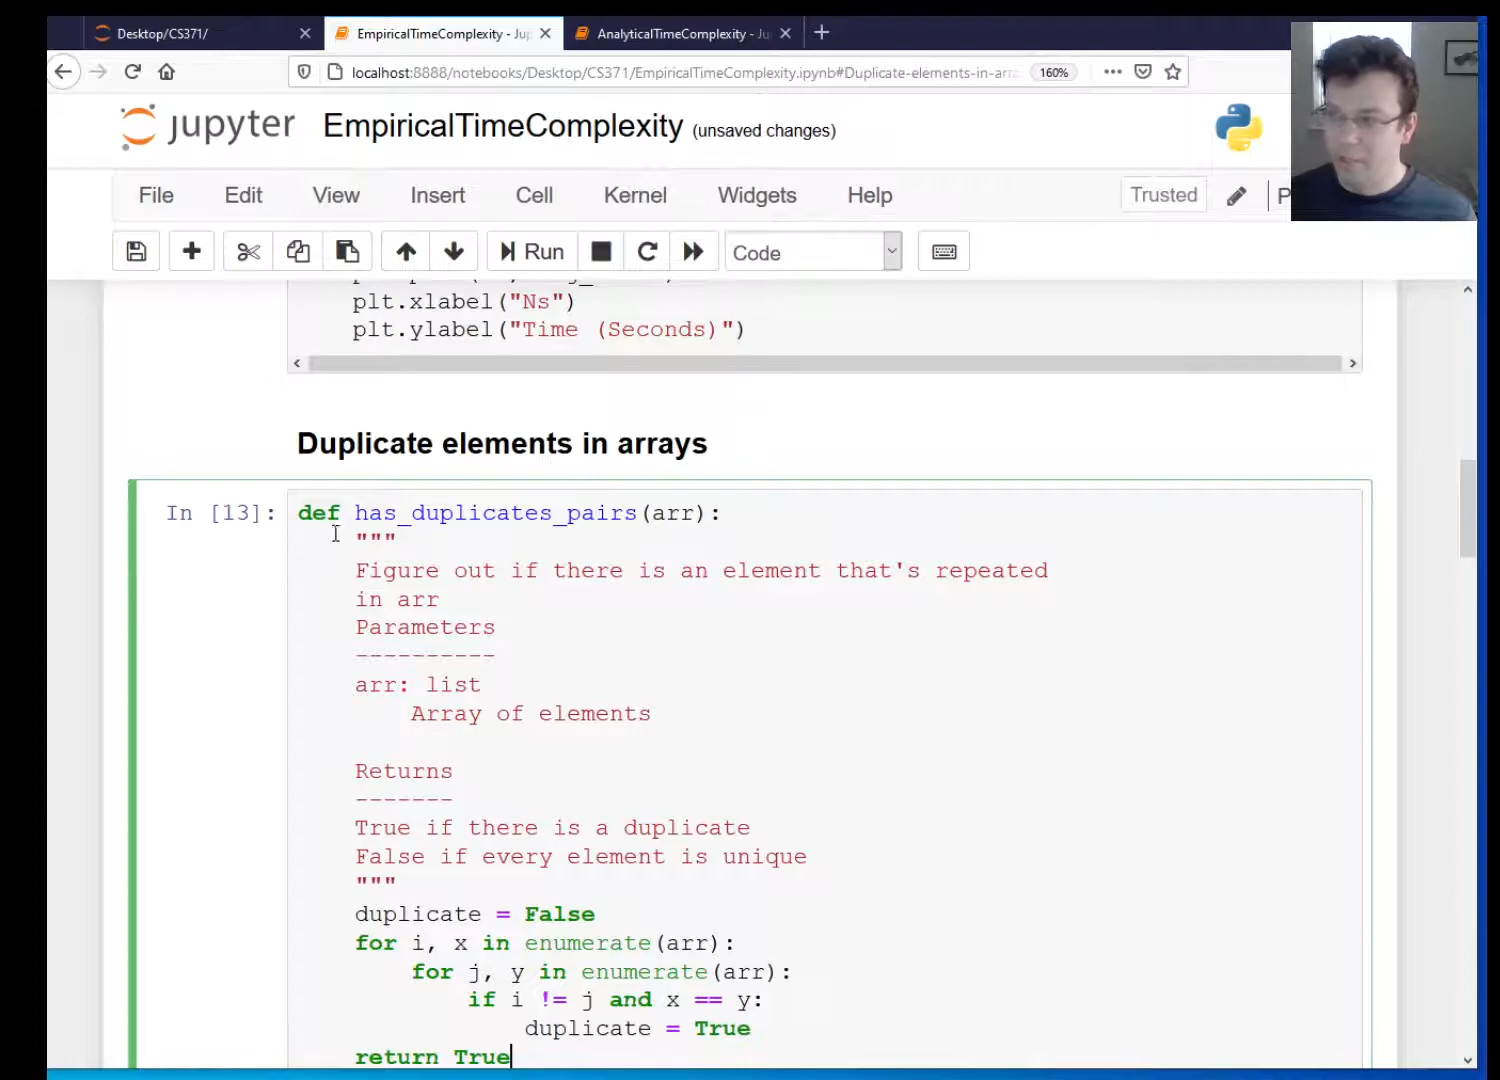 Desktop/CS371/
EmpiricalTimeComplexity - Jup
AnalyticalTimeComplexity - Ju
localhost:8888/notebooks/Desktop/CS371/EmpiricalTimeComplexity.ipynb#Duplicate-elements-in-arra
160%
jupyter EmpiricalTimeComplexity (unsaved changes)
File Edit View Insert Cell Kernel Widgets Help Trusted P
Run Code
plt.xlabel("Ns")
plt.ylabel("Time (Seconds)")
Duplicate elements in arrays
In [13]: def has_duplicates_pairs(arr):
"""
Figure out if there is an element that's repeated
in arr
Parameters
----------
arr: list
Array of elements
Returns
-------
True if there is a duplicate
False if every element is unique
"""
duplicate = False
for i, x in enumerate(arr):
for j, y in enumerate(arr):
if i != j and x == y:
duplicate = True
return True